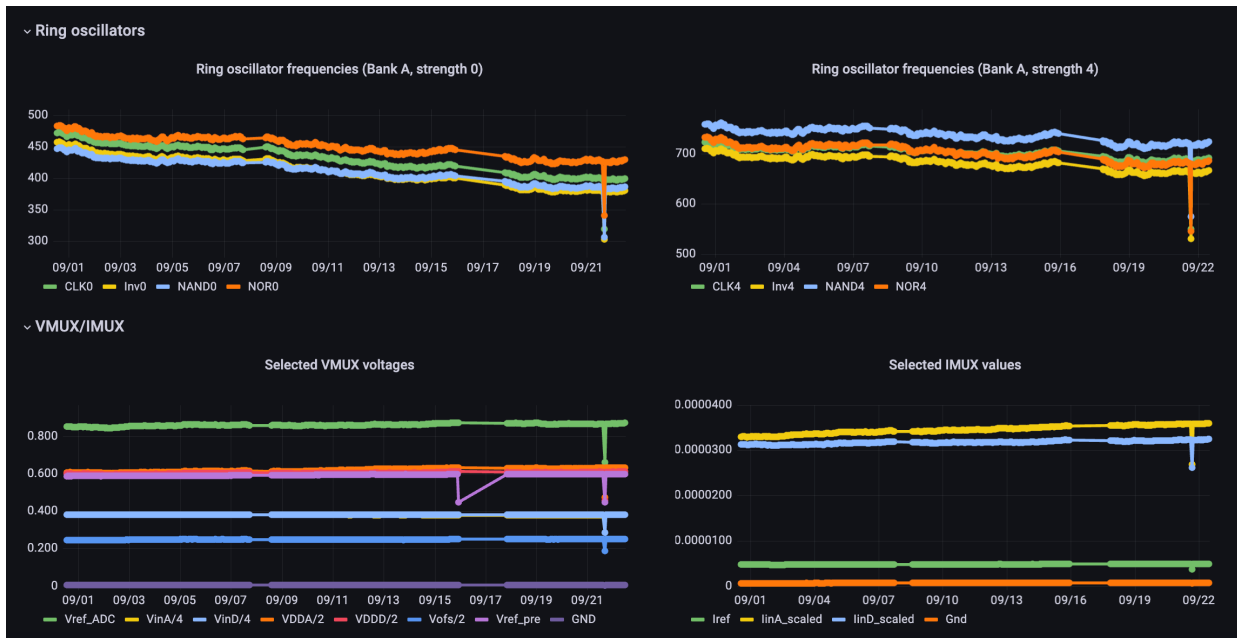 Ring oscillators
Ring oscillator frequencies (Bank A, strength 0)
500
450
400
350
300
09/01 09/03 09/05 09/07 09/09 09/11 09/13 09/15 09/17 09/19 09/21
CLK0 Inv0 NAND0 NOR0
Ring oscillator frequencies (Bank A, strength 4)
700
600
500
09/01 09/04 09/07 09/10 09/13 09/16 09/19 09/22
CLK4 Inv4 NAND4 NOR4
VMUX/IMUX
Selected VMUX voltages
0.800
0.600
0.400
0.200
0
09/01 09/03 09/05 09/07 09/09 09/11 09/13 09/15 09/17 09/19 09/21
Vref_ADC VinA/4 VinD/4 VDDA/2 VDDD/2 Vofs/2 Vref_pre GND
Selected IMUX values
0.0000400
0.0000300
0.0000200
0.0000100
0
09/01 09/04 09/07 09/10 09/13 09/16 09/19 09/22
Iref IinA_scaled IinD_scaled Gnd